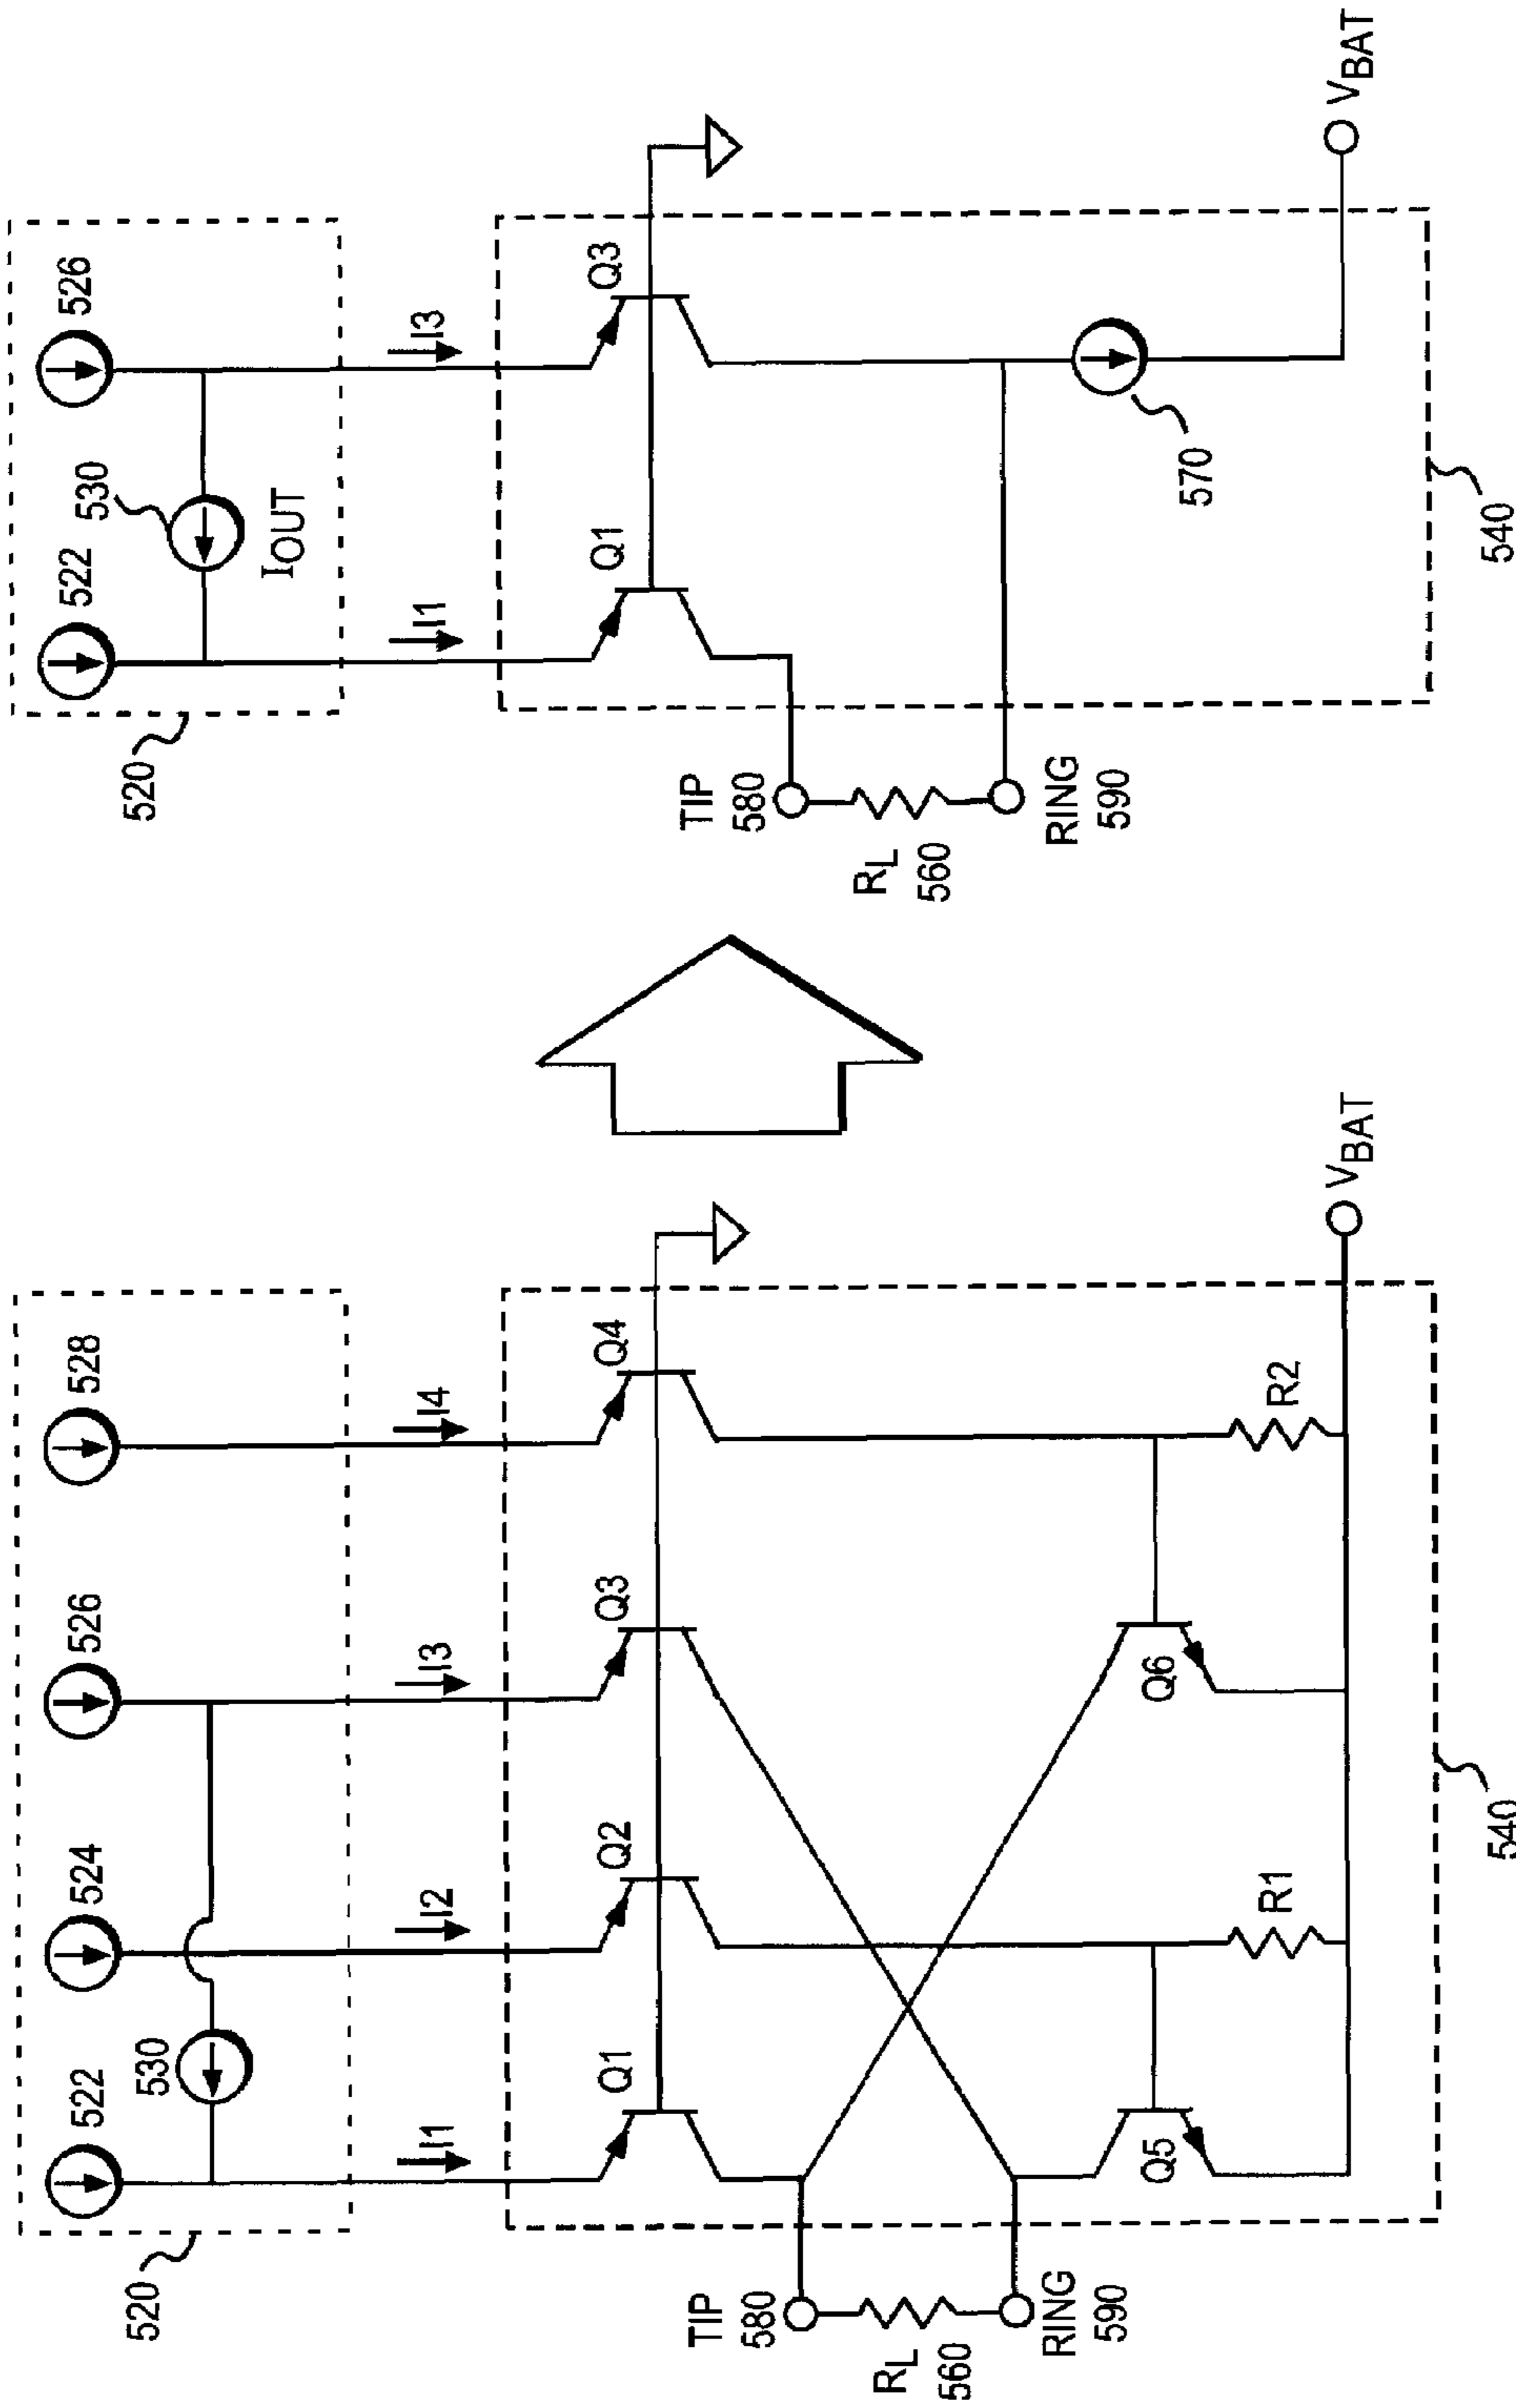 522
524
526
528
530
520
I1
I2
I3
I4
Q1
Q2
Q3
Q4
TIP
580
RL
560
RING
590
Q5
Q6
R1
R2
VBAT
540
522
530
526
IOUT
520
I1
I3
Q1
Q3
TIP
580
RL
560
RING
590
570
VBAT
540